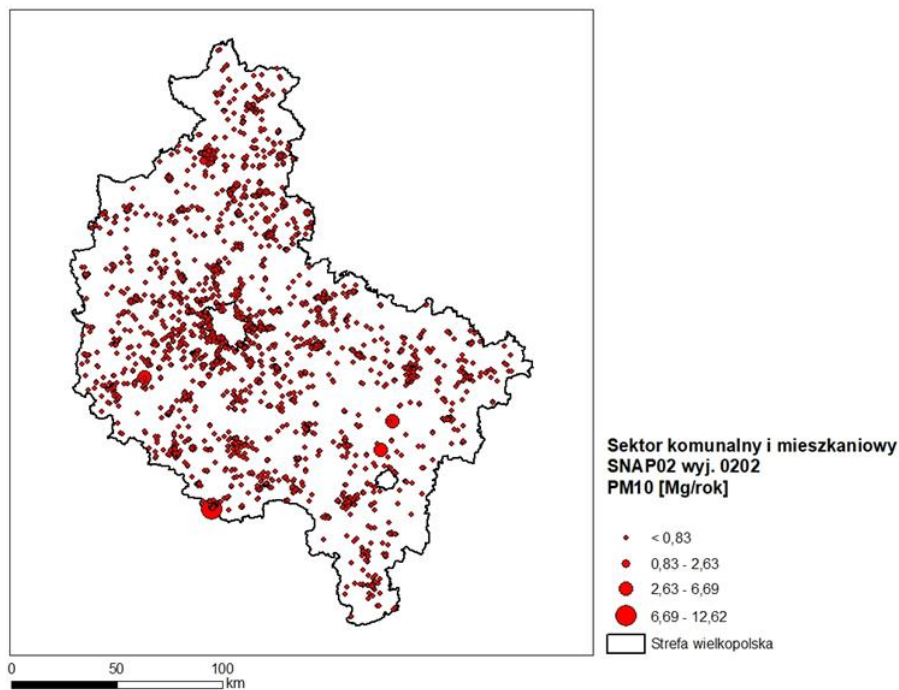 Sektor komunalny i mieszkaniowy
SNAP02 wyj. 0202
PM10 [Mg/rok]
< 0,83
0,83 - 2,63
2,63 - 6,69
6,69 - 12,62
Strefa wielkopolska
0 50 100
km